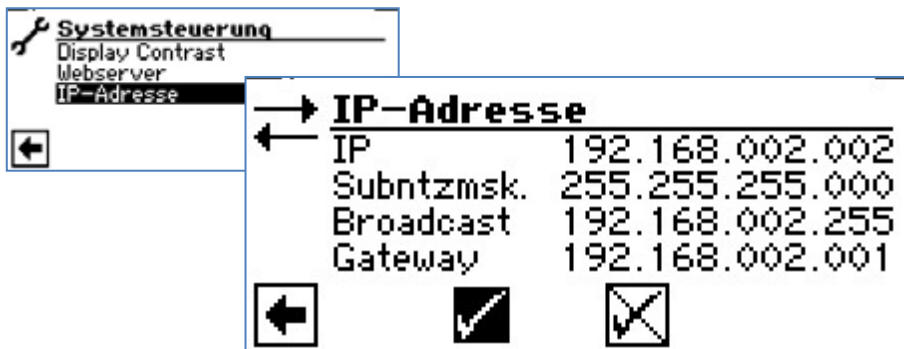 Systemsteuerung
Display Contrast
Webserver
IP-Adresse
IP-Adresse
IP 192.168.002.002
Subntzmsk. 255.255.255.000
Broadcast 192.168.002.255
Gateway 192.168.002.001